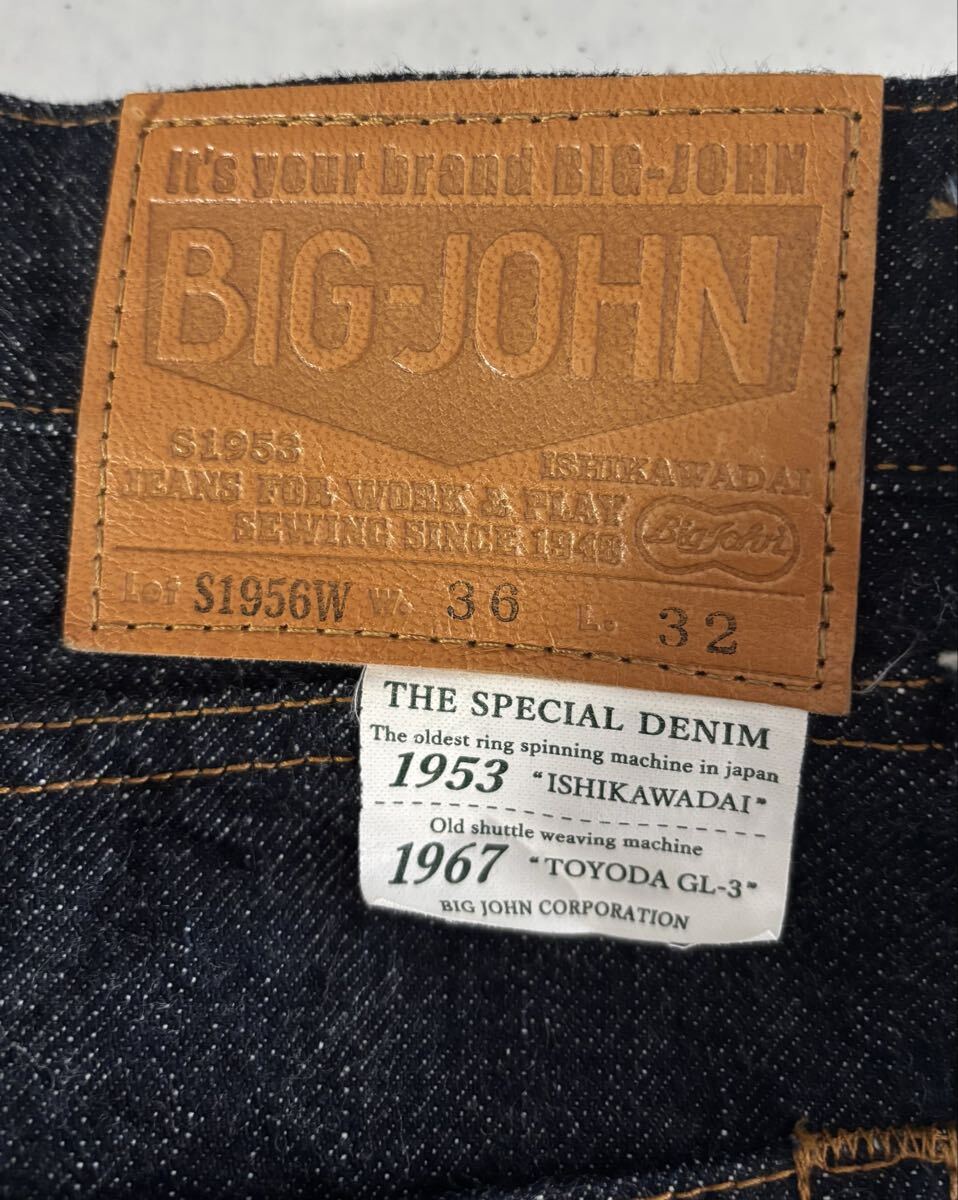 It's your brand BIG-JOHN
BIG-JOHN
S1953
ISHIKAWADAI
JEANS FOR WORK & PLAY
SEWING SINCE 1940
Big John
Lot S1956W W. 36 L. 32
THE SPECIAL DENIM
The oldest ring spinning machine in japan
1953 "ISHIKAWADAI"
Old shuttle weaving machine
1967 "TOYODA GL-3"
BIG JOHN CORPORATION